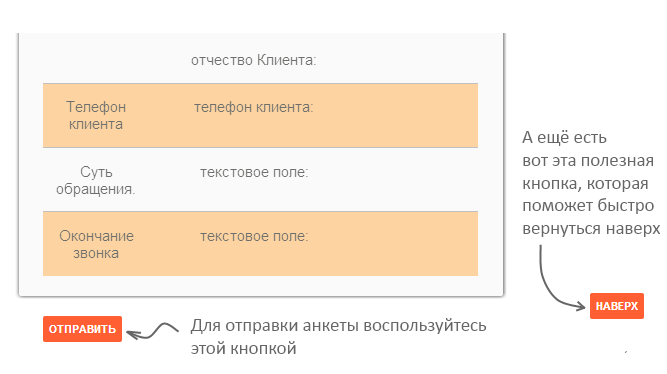 отчество Клиента:
Телефон
клиента
телефон клиента:
Суть
обращения.
текстовое поле:
Окончание
звонка
текстовое поле:
А ещё есть
вот эта полезная
кнопка, которая
поможет быстро
вернуться наверх
НАВЕРХ
ОТПРАВИТЬ
Для отправки анкеты воспользуйтесь
этой кнопкой